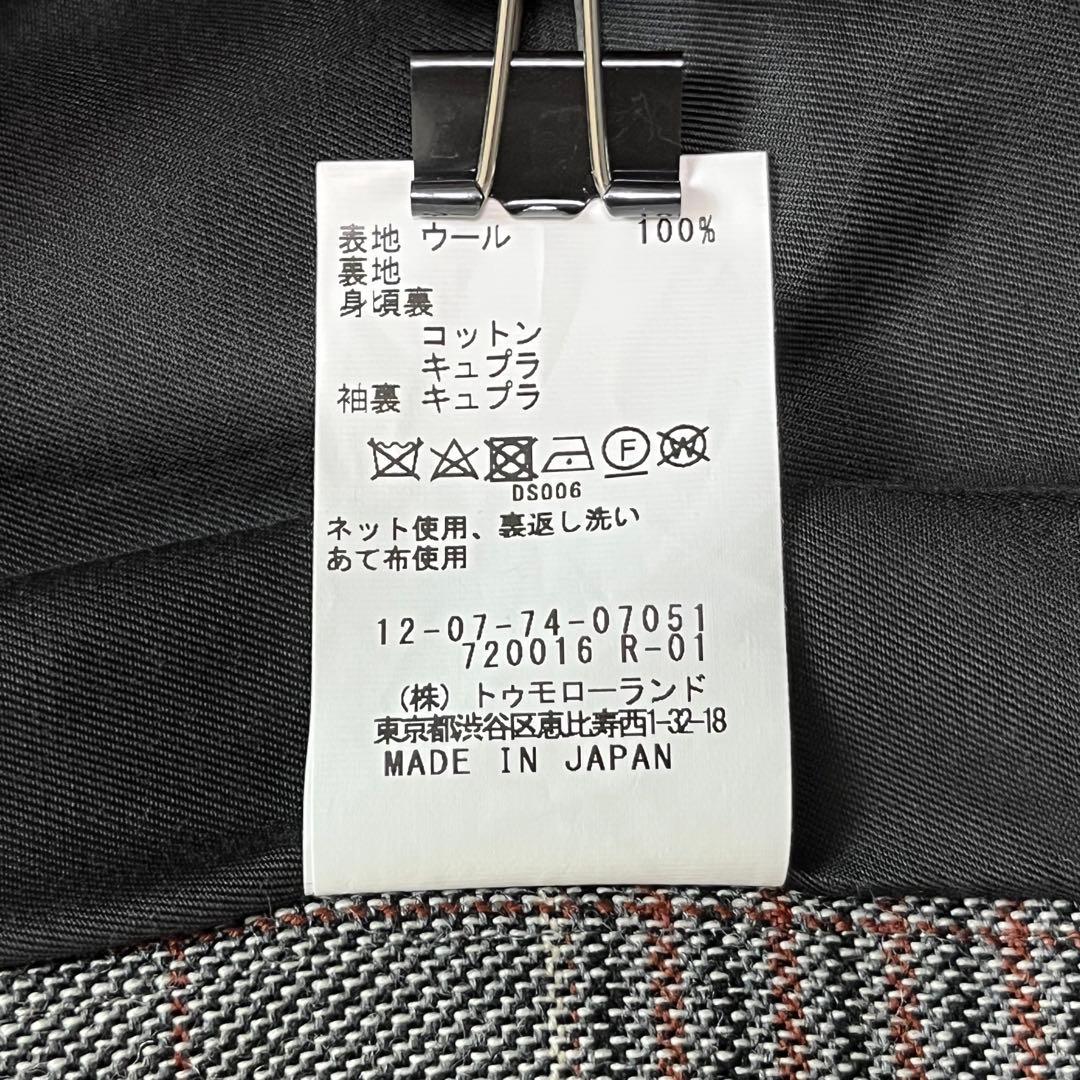 表地 ウール 100%
裏地
身頃裏
コットン
キュプラ
袖裏 キュプラ
F W
DS006
ネット使用、裏返し洗い
あて布使用
12-07-74-07051
720016 R-01
(株) トゥモローランド
東京都渋谷区恵比寿西1-32-18
MADE IN JAPAN